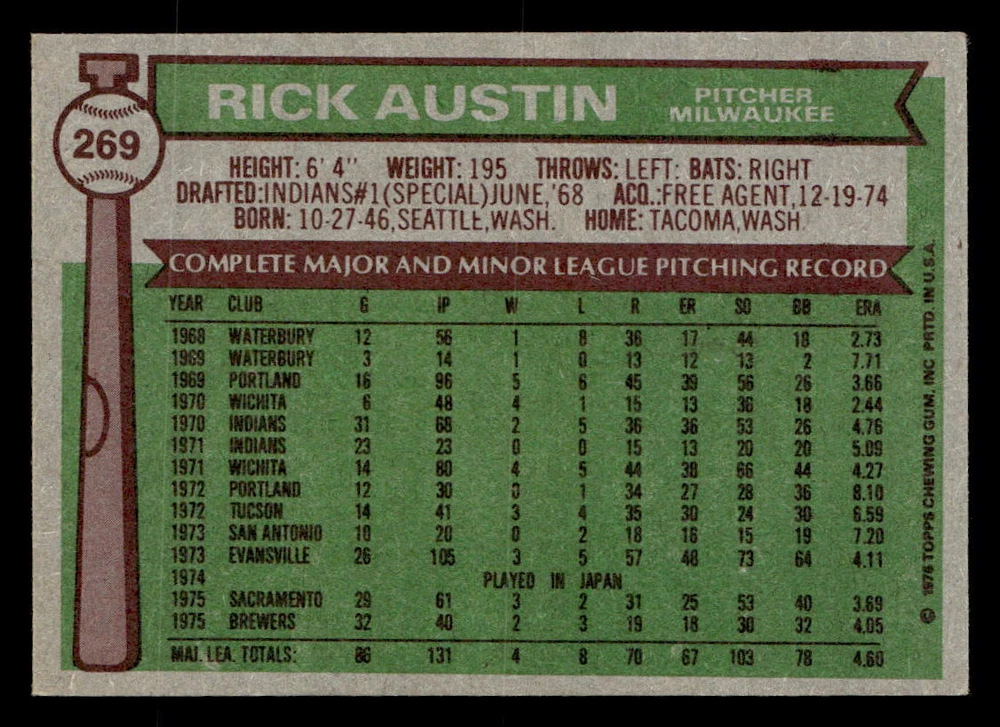 269
RICK AUSTIN
PITCHER
MILWAUKEE
HEIGHT: 6' 4" WEIGHT: 195 THROWS: LEFT: BATS: RIGHT
DRAFTED:INDIANS#1(SPECIAL)JUNE,'68 ACQ.:FREE AGENT,12-19-74
BORN: 10-27-46,SEATTLE,WASH. HOME: TACOMA,WASH.
COMPLETE MAJOR AND MINOR LEAGUE PITCHING RECORD
YEAR CLUB G IP W L R ER SO BB ERA
1968 WATERBURY 12 56 1 8 36 17 44 18 2.73
1969 WATERBURY 3 14 1 0 13 12 13 2 7.71
1969 PORTLAND 16 96 5 6 45 39 56 26 3.66
1970 WICHITA 6 48 4 1 15 13 36 18 2.44
1970 INDIANS 31 68 2 5 36 36 53 26 4.76
1971 INDIANS 23 23 0 0 15 13 20 20 5.09
1971 WICHITA 14 80 4 5 44 38 66 44 4.27
1972 PORTLAND 12 30 0 1 34 27 28 36 8.10
1972 TUCSON 14 41 3 4 35 30 24 30 6.59
1973 SAN ANTONIO 10 20 0 2 18 16 15 19 7.20
1973 EVANSVILLE 26 105 3 5 57 48 73 64 4.11
1974 PLAYED IN JAPAN
1975 SACRAMENTO 29 61 3 2 31 25 53 40 3.69
1975 BREWERS 32 40 2 3 19 18 30 32 4.05
MAJ. LEA. TOTALS: 86 131 4 8 70 67 103 78 4.60
© 1976 TOPPS CHEWING GUM, INC PRTD. IN U.S.A.